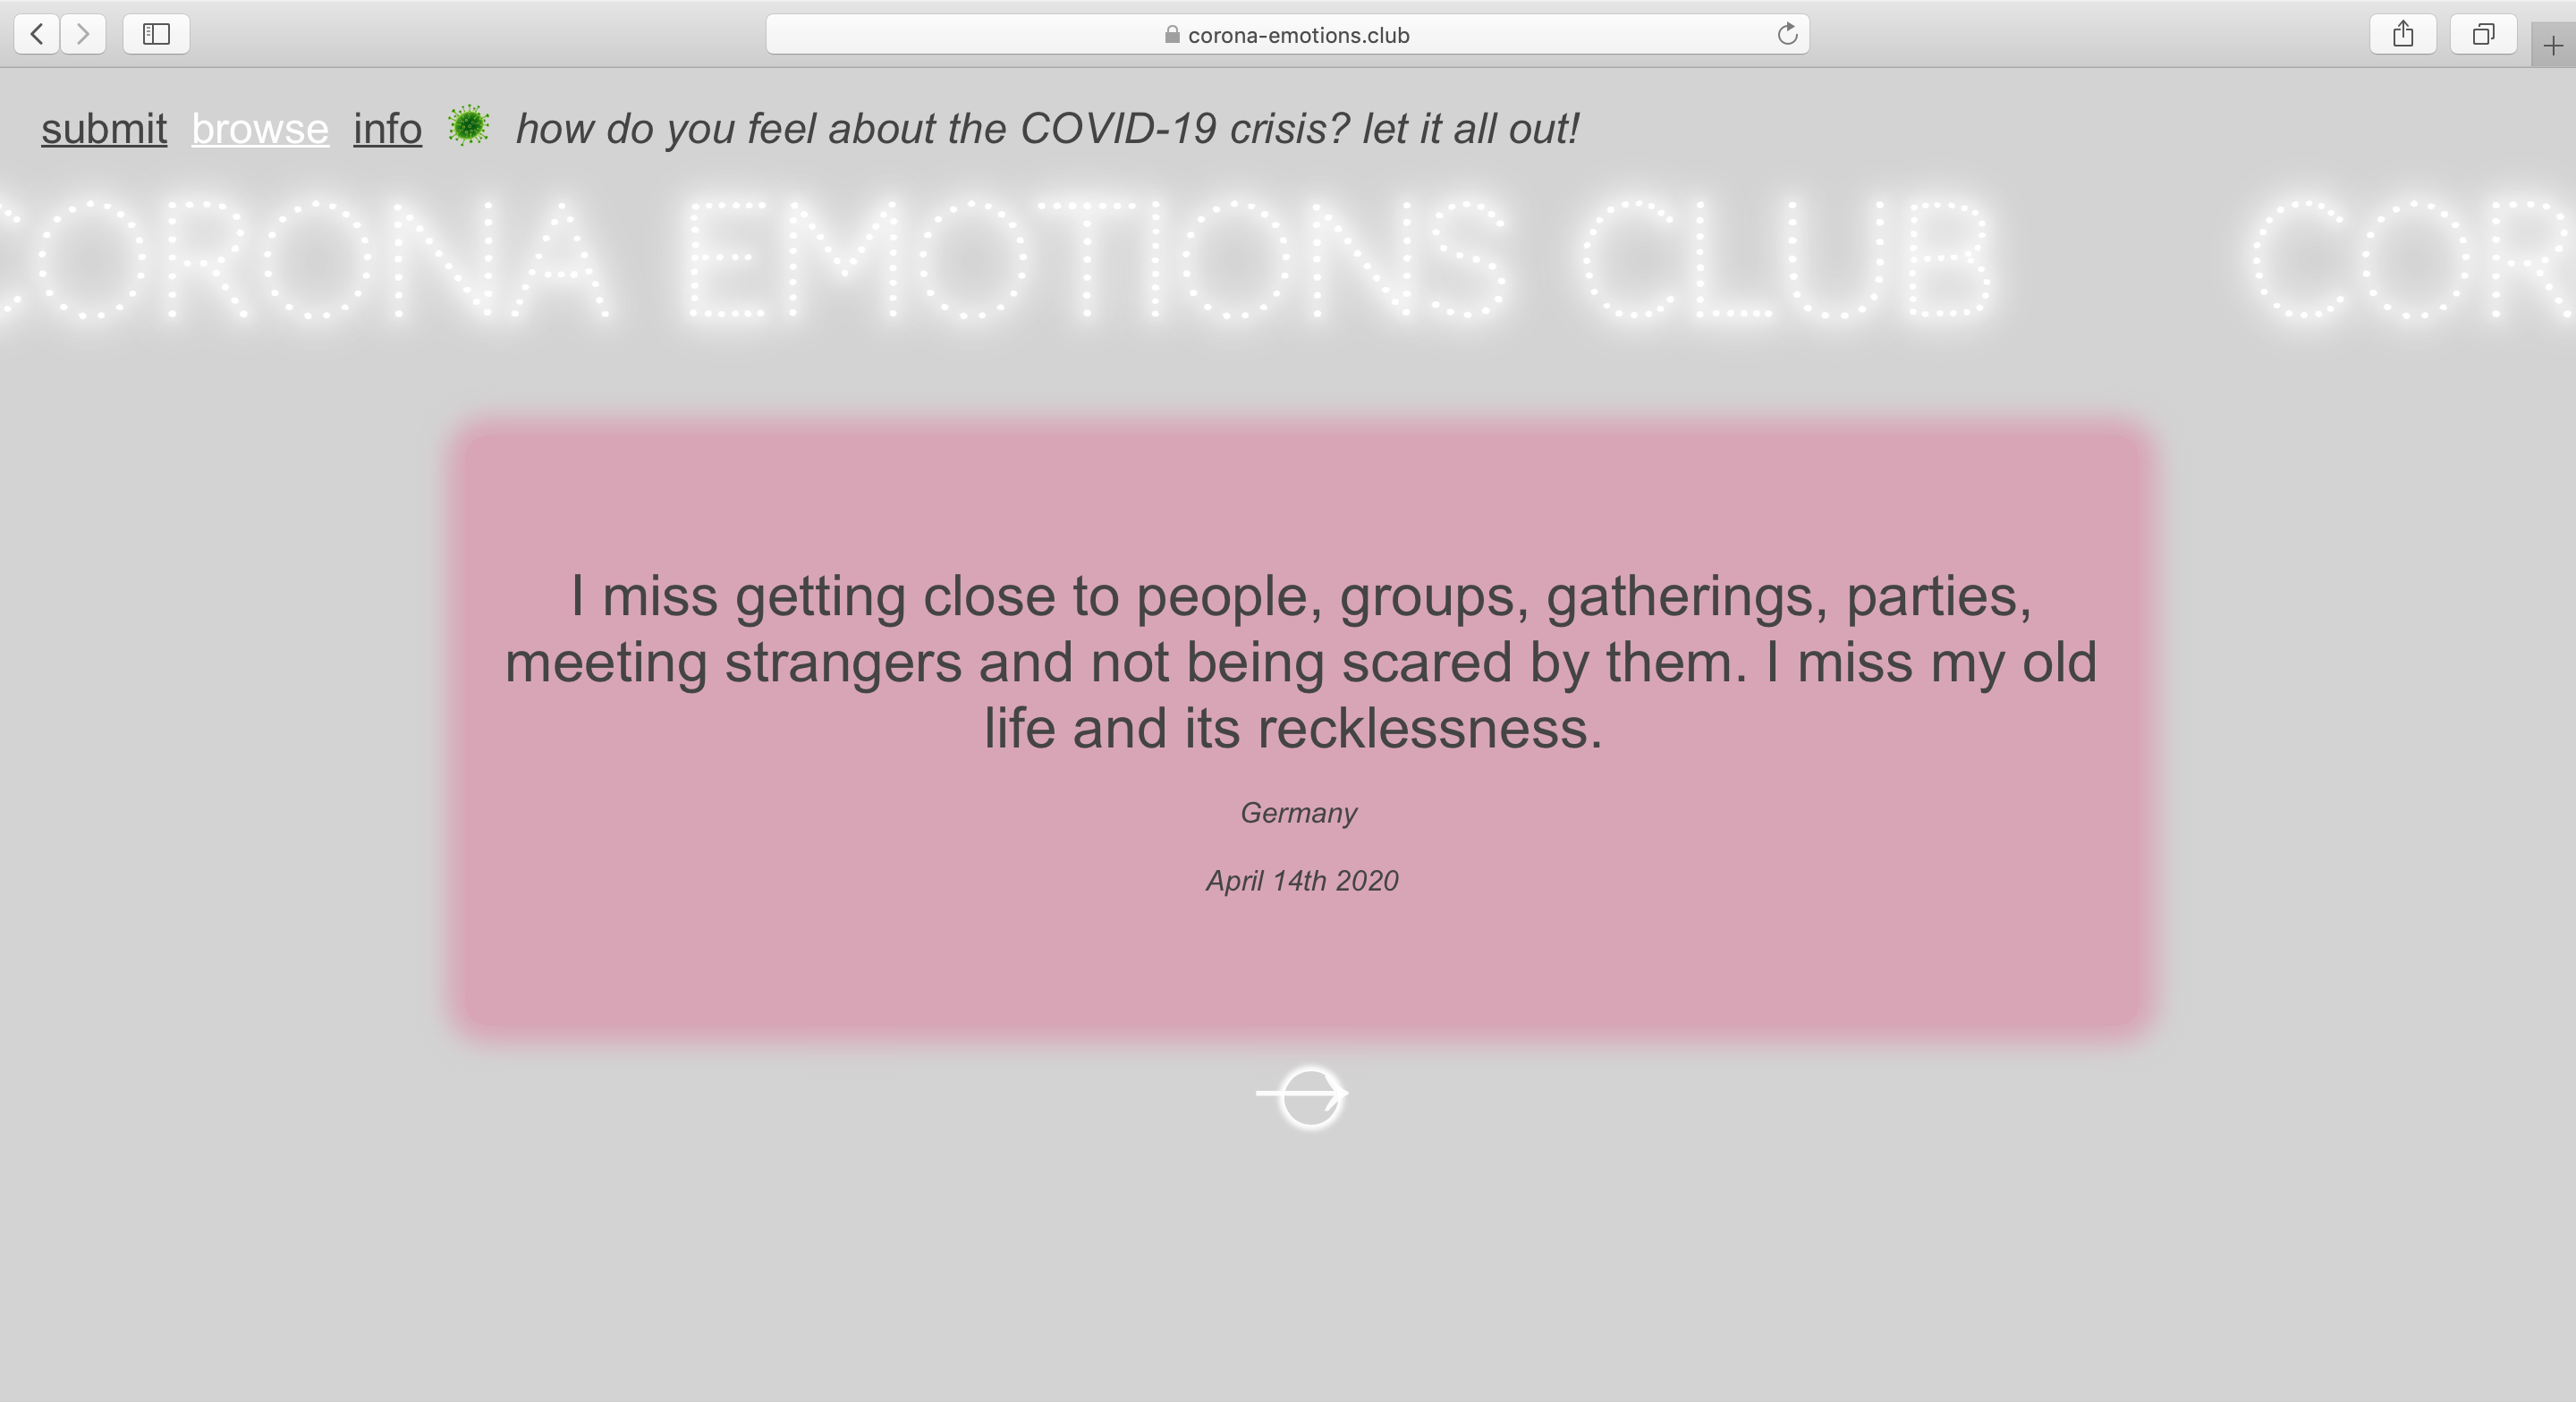 corona-emotions.club
submit browse info how do you feel about the COVID-19 crisis? let it all out!
CORONA EMOTIONS CLUB COR
I miss getting close to people, groups, gatherings, parties,
meeting strangers and not being scared by them. I miss my old
life and its recklessness.
Germany
April 14th 2020